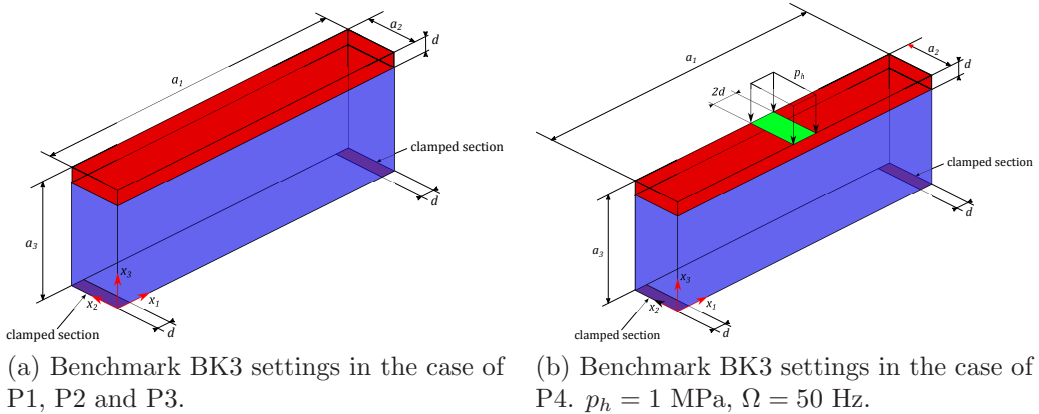 a₂
d
a₁
clamped section
d
a₃
x₃
x₂
x₁
clamped section
d
a₂
a₁
d
pₕ
2d
clamped section
d
a₃
x₃
x₂
x₁
clamped section
d
(a) Benchmark BK3 settings in the case of
P1, P2 and P3.
(b) Benchmark BK3 settings in the case of
P4. pₕ = 1 MPa, Ω = 50 Hz.